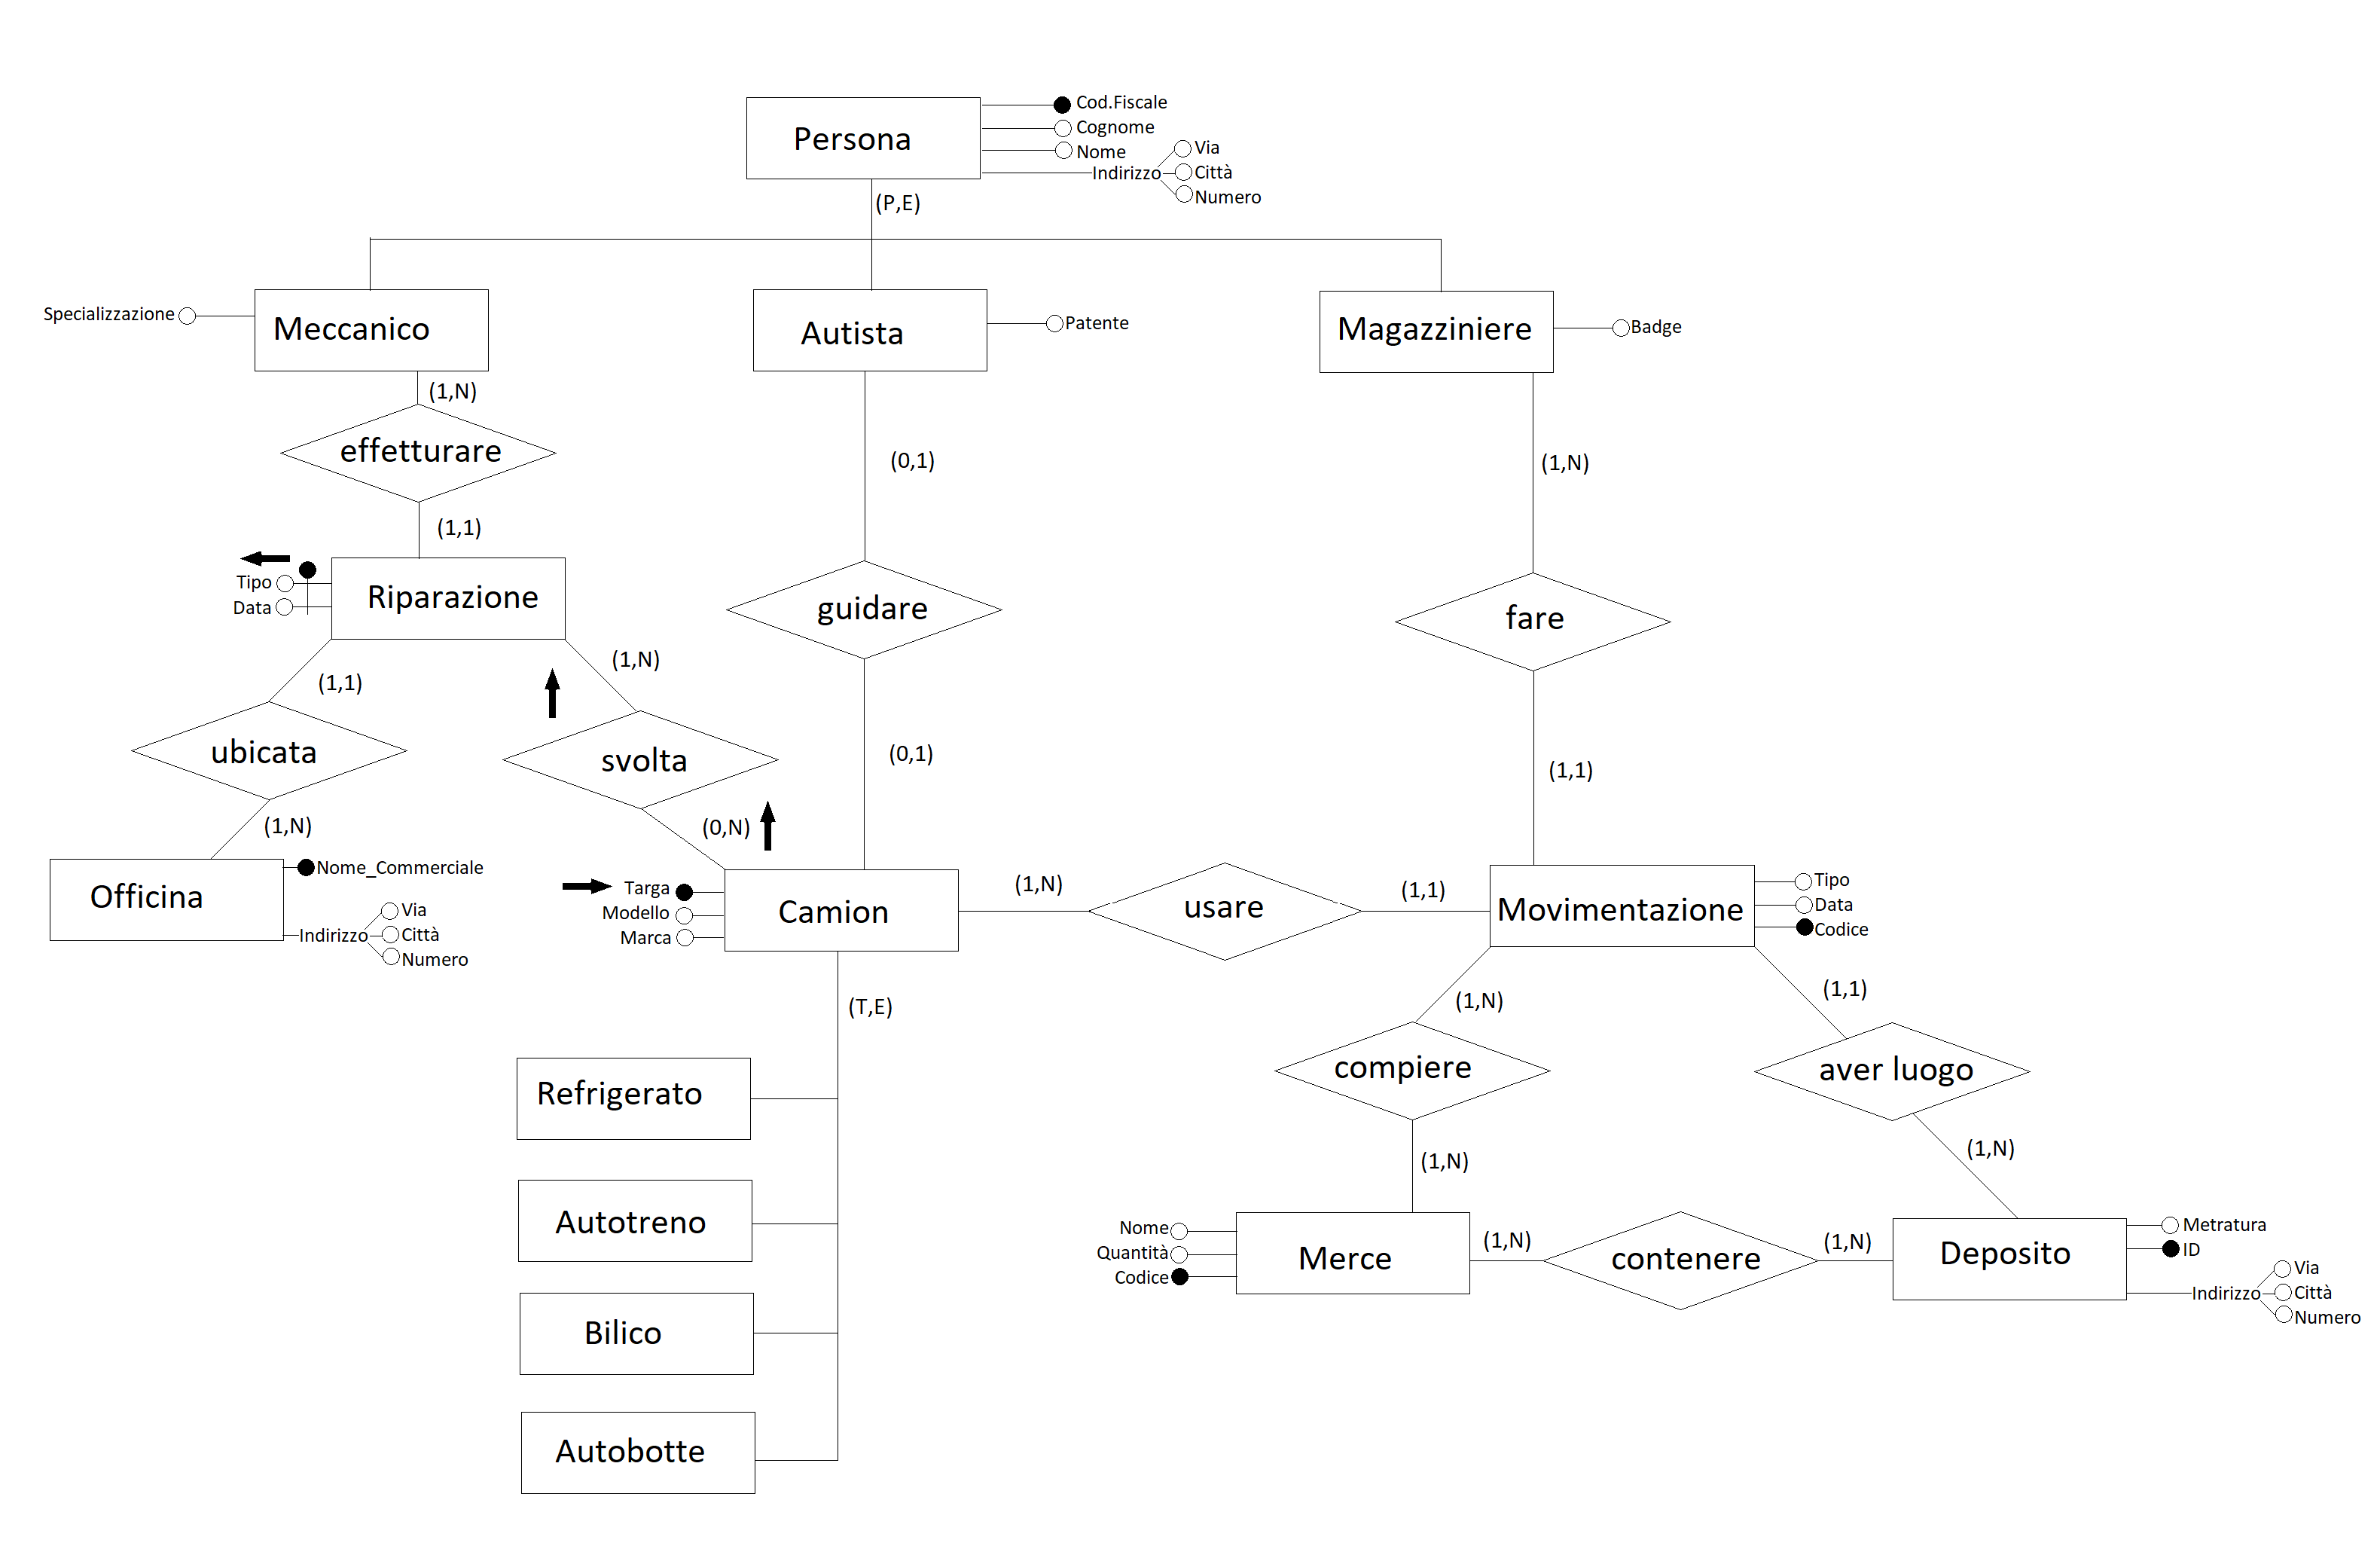 Persona
Cod.Fiscale
Cognome
Nome
Indirizzo
Via
Città
Numero
(P,E)
Specializzazione
Meccanico
Autista
Patente
Magazziniere
Badge
(1,N)
effetturare
(0,1)
(1,N)
(1,1)
Tipo
Data
Riparazione
guidare
fare
(1,1)
(1,N)
ubicata
svolta
(0,1)
(1,1)
(1,N)
(0,N)
Officina
Nome_Commerciale
Indirizzo
Via
Città
Numero
Targa
Modello
Marca
Camion
(1,N)
usare
(1,1)
Movimentazione
Tipo
Data
Codice
(T,E)
(1,N)
(1,1)
Refrigerato
compiere
aver luogo
(1,N)
(1,N)
Autotreno
Nome
Quantità
Codice
Merce
(1,N)
contenere
(1,N)
Deposito
Metratura
ID
Indirizzo
Via
Città
Numero
Bilico
Autobotte